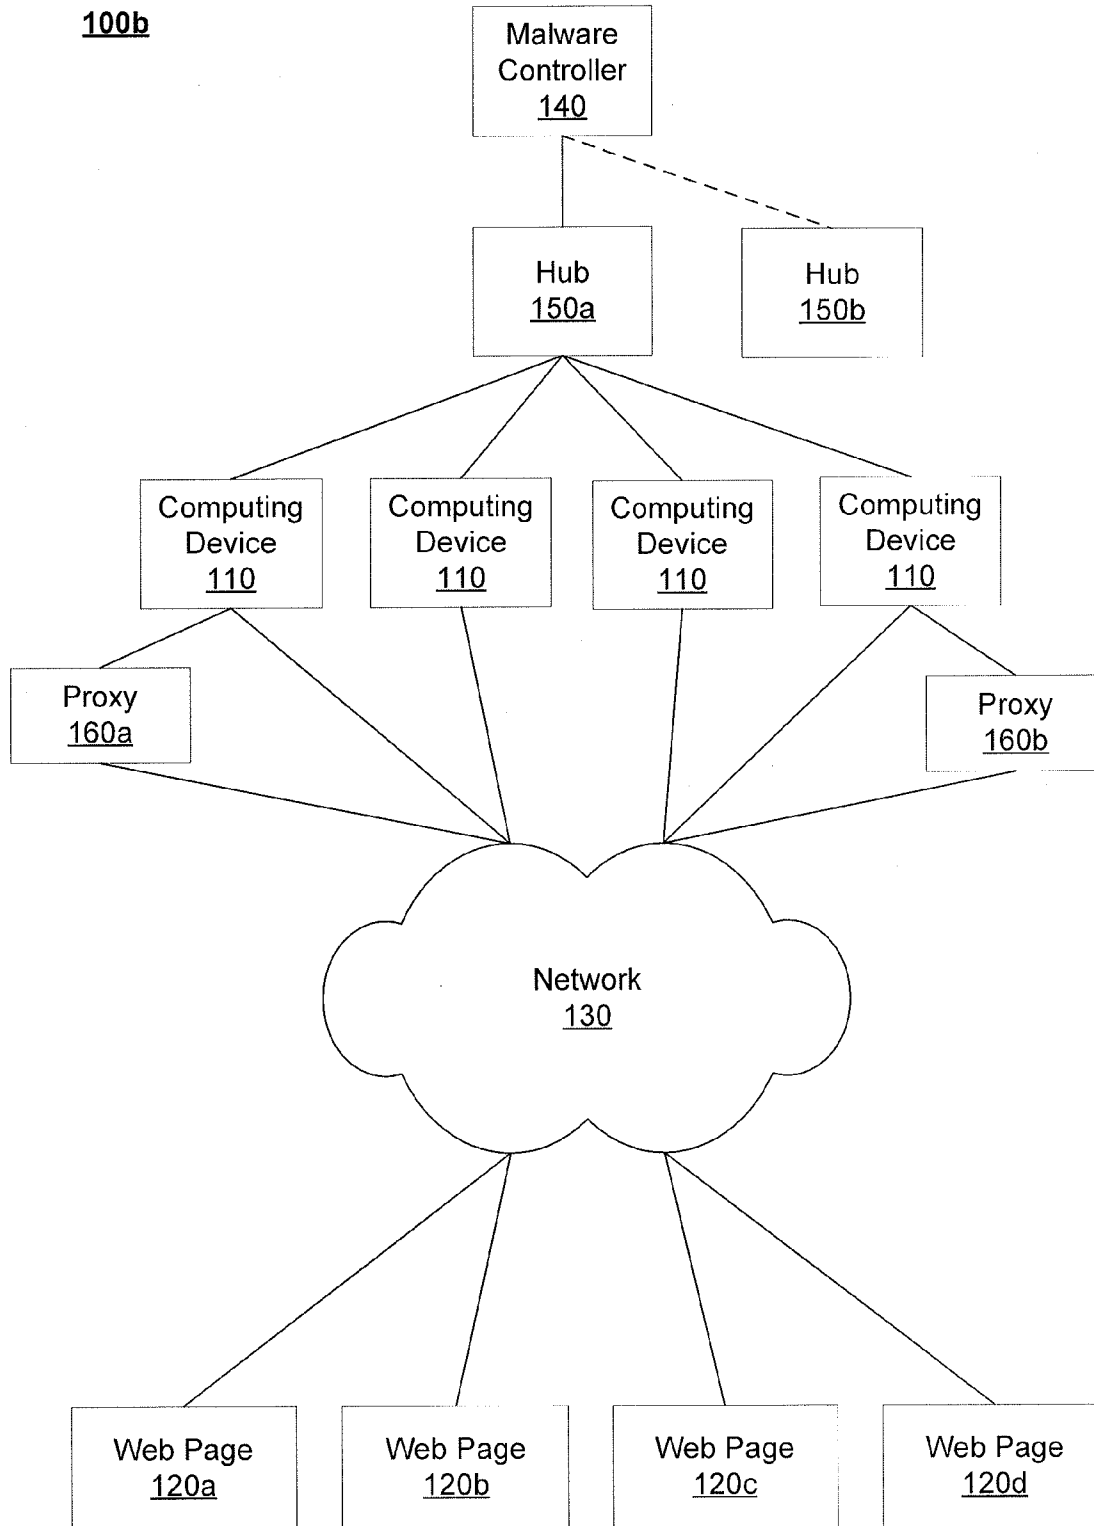 100b
Malware
Controller
140
Hub
150a
Hub
150b
Computing
Device
110
Computing
Device
110
Computing
Device
110
Computing
Device
110
Proxy
160a
Proxy
160b
Network
130
Web Page
120a
Web Page
120b
Web Page
120c
Web Page
120d